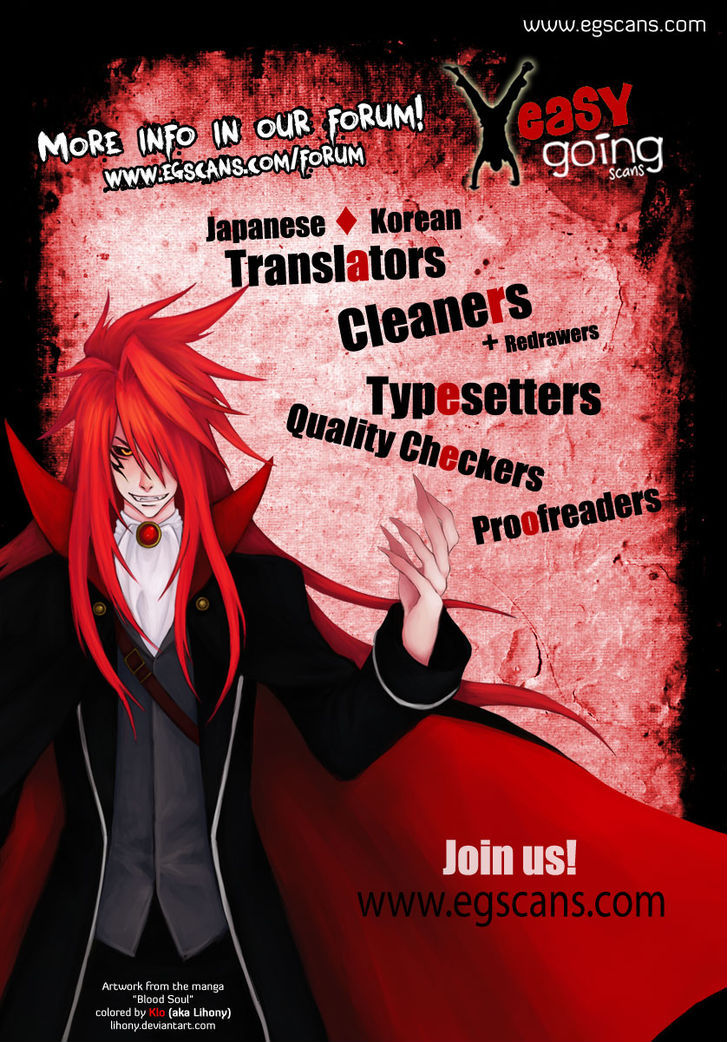 www.egscans.com
MORE INFO IN OUR FORUM!
www.EGSCANS.COM/FORUM
easy
going
scans
Japanese ♦ Korean
Translators
Cleaners
+ Redrawers
Typesetters
Quality Checkers
Proofreaders
Join us!
www.egscans.com
Artwork from the manga
"Blood Soul"
colored by Klo (aka Lihony)
lihony.deviantart.com